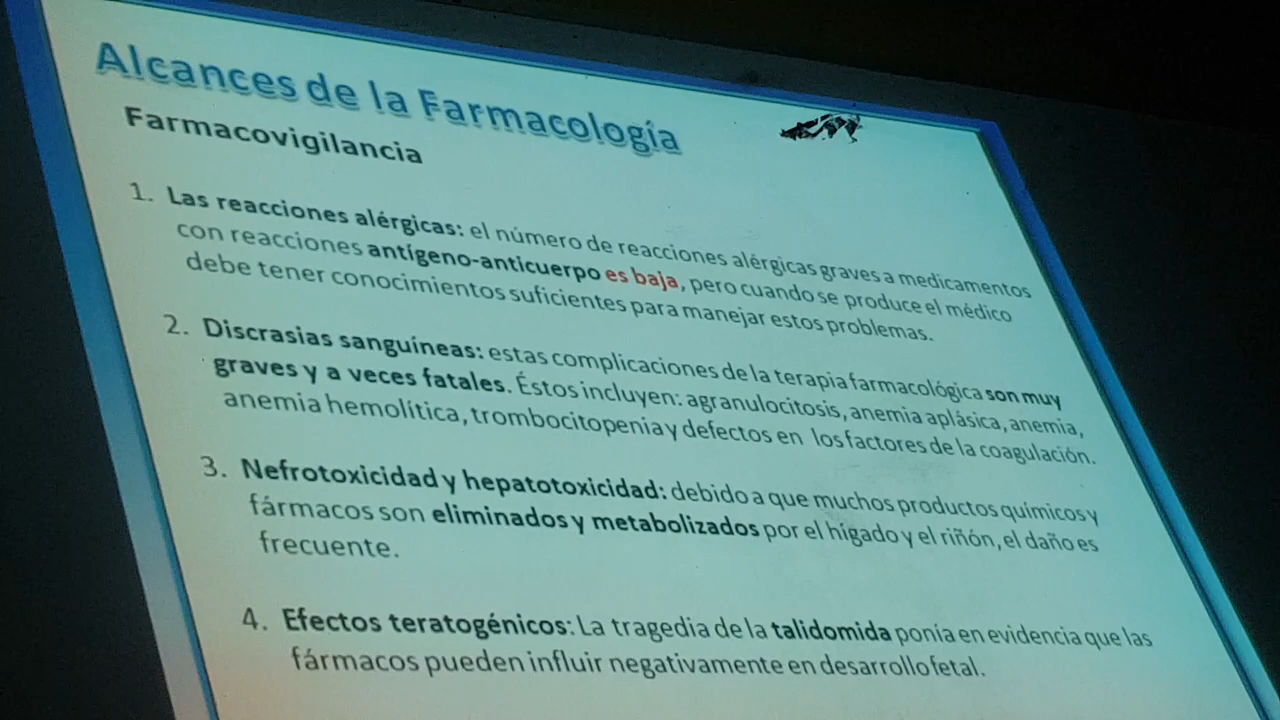 Alcances de la Farmacología
Farmacovigilancia
1. Las reacciones alérgicas: el número de reacciones alérgicas graves a medicamentos
con reacciones antígeno-anticuerpo es baja, pero cuando se produce el médico
debe tener conocimientos suficientes para manejar estos problemas.
2. Discrasias sanguíneas: estas complicaciones de la terapia farmacológica son muy
graves y a veces fatales. Éstos incluyen: agranulocitosis, anemia aplásica, anemia,
anemia hemolítica, trombocitopenia y defectos en los factores de la coagulación.
3. Nefrotoxicidad y hepatotoxicidad: debido a que muchos productos químicos y
fármacos son eliminados y metabolizados por el hígado y el riñón, el daño es
frecuente.
4. Efectos teratogénicos: La tragedia de la talidomida ponía en evidencia que las
fármacos pueden influir negativamente en desarrollo fetal.